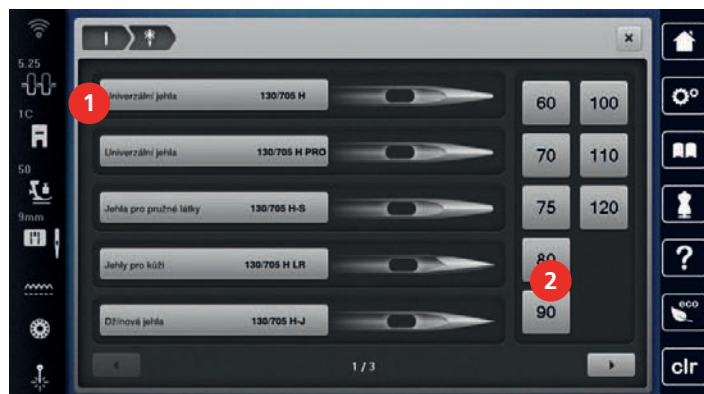 5.25
1C
50
9mm
1
Univerzální jehla 130/705 H
Univerzální jehla 130/705 H PRO
Jehla pro pružné látky 130/705 H-S
Jehly pro kůži 130/705 H LR
Džínová jehla 130/705 H-J
60 100
70 110
75 120
80
2
90
1 / 3
?
eco
clr